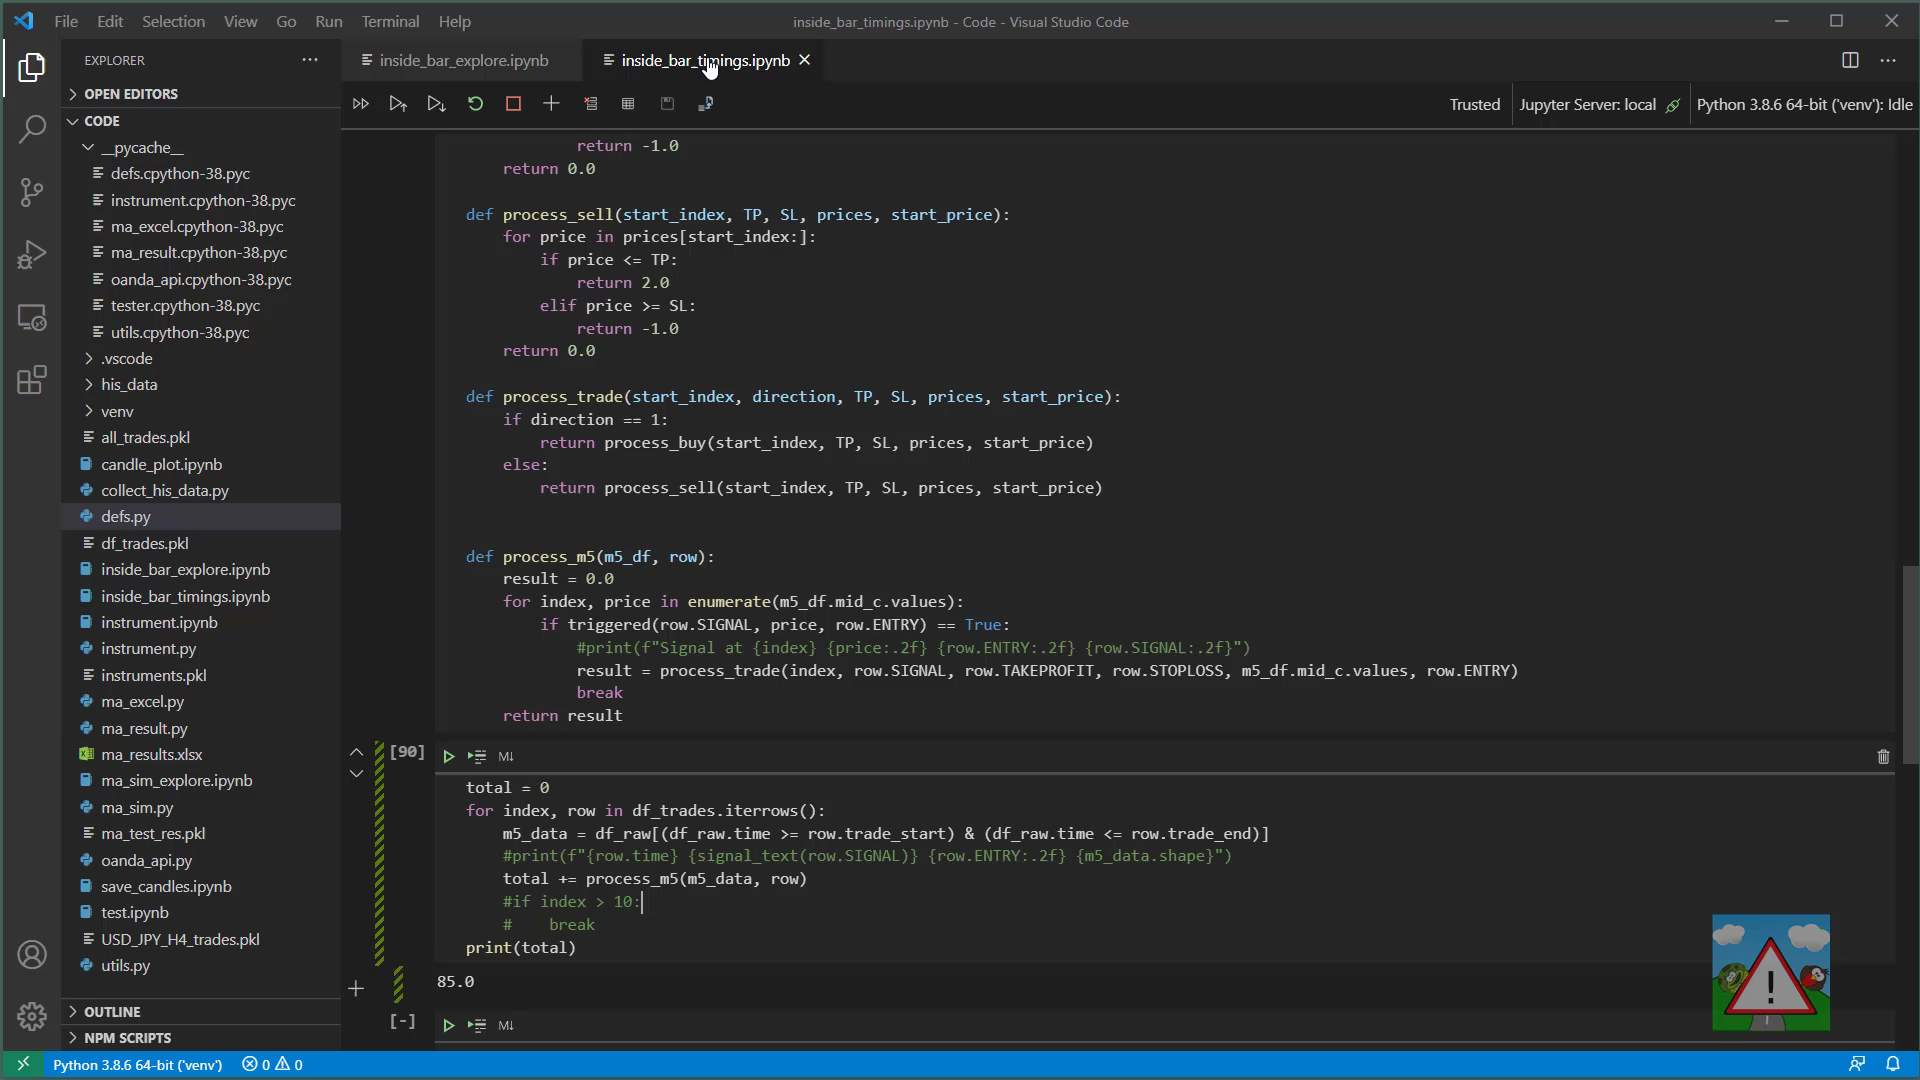 File Edit Selection View Go Run Terminal Help
inside_bar_timings.ipynb - Code - Visual Studio Code
EXPLORER
OPEN EDITORS
CODE
__pycache__
defs.cpython-38.pyc
instrument.cpython-38.pyc
ma_excel.cpython-38.pyc
ma_result.cpython-38.pyc
oanda_api.cpython-38.pyc
tester.cpython-38.pyc
utils.cpython-38.pyc
.vscode
his_data
venv
all_trades.pkl
candle_plot.ipynb
collect_his_data.py
defs.py
df_trades.pkl
inside_bar_explore.ipynb
inside_bar_timings.ipynb
instrument.ipynb
instrument.py
instruments.pkl
ma_excel.py
ma_result.py
ma_results.xlsx
ma_sim_explore.ipynb
ma_sim.py
ma_test_res.pkl
oanda_api.py
save_candles.ipynb
test.ipynb
USD_JPY_H4_trades.pkl
utils.py
OUTLINE
NPM SCRIPTS
inside_bar_explore.ipynb
inside_bar_timings.ipynb
Trusted
Jupyter Server: local
Python 3.8.6 64-bit ('venv'): Idle
return -1.0
return 0.0
def process_sell(start_index, TP, SL, prices, start_price):
for price in prices[start_index:]:
if price <= TP:
return 2.0
elif price >= SL:
return -1.0
return 0.0
def process_trade(start_index, direction, TP, SL, prices, start_price):
if direction == 1:
return process_buy(start_index, TP, SL, prices, start_price)
else:
return process_sell(start_index, TP, SL, prices, start_price)
def process_m5(m5_df, row):
result = 0.0
for index, price in enumerate(m5_df.mid_c.values):
if triggered(row.SIGNAL, price, row.ENTRY) == True:
#print(f"Signal at {index} {price:.2f} {row.ENTRY:.2f} {row.SIGNAL:.2f}")
result = process_trade(index, row.SIGNAL, row.TAKEPROFIT, row.STOPLOSS, m5_df.mid_c.values, row.ENTRY)
break
return result
[90]
M↓
total = 0
for index, row in df_trades.iterrows():
m5_data = df_raw[(df_raw.time >= row.trade_start) & (df_raw.time <= row.trade_end)]
#print(f"{row.time} {signal_text(row.SIGNAL)} {row.ENTRY:.2f} {m5_data.shape}")
total += process_m5(m5_data, row)
#if index > 10:
# break
print(total)
85.0
[-]
M↓
Python 3.8.6 64-bit ('venv')
0
0